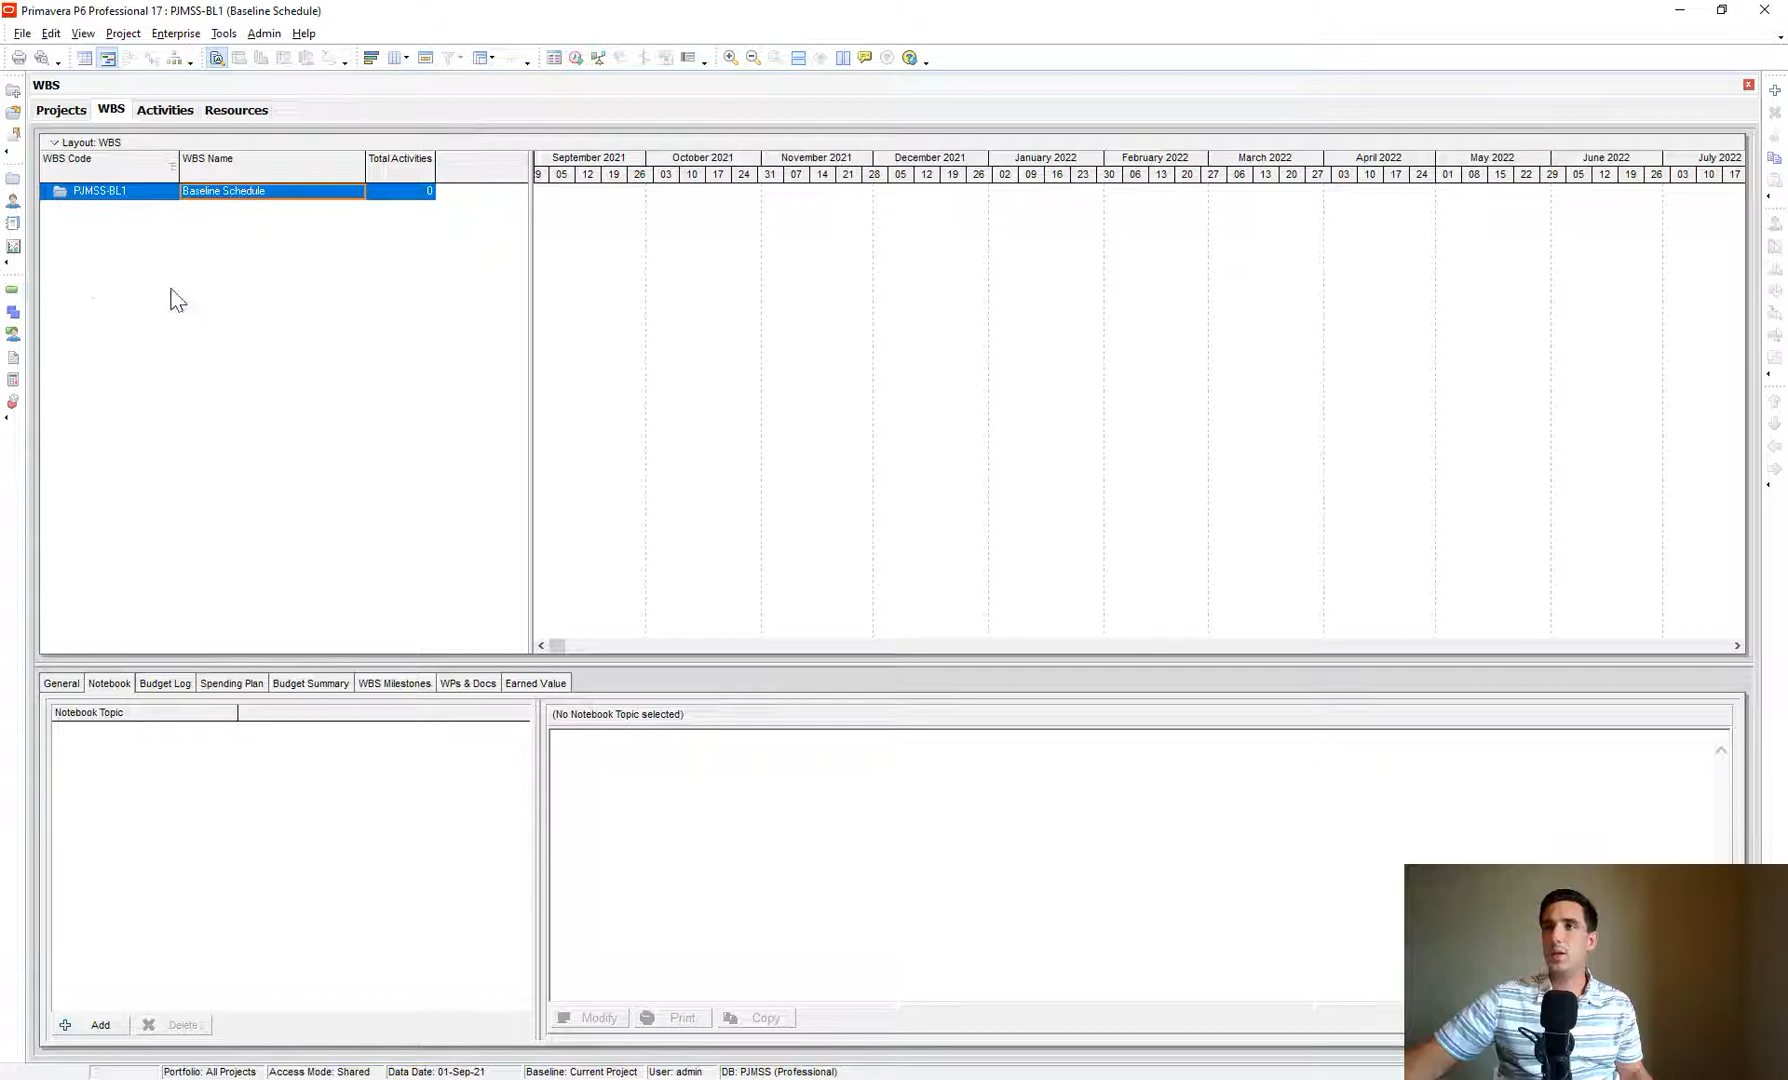 Primavera P6 Professional 17 : PJMSS-BL1 (Baseline Schedule)
File Edit View Project Enterprise Tools Admin Help
WBS
Projects WBS Activities Resources
Layout: WBS
WBS Code WBS Name Total Activities
September 2021 October 2021 November 2021 December 2021 January 2022 February 2022 March 2022 April 2022 May 2022 June 2022 July 2022
9 05 12 19 26 03 10 17 24 31 07 14 21 28 05 12 19 26 02 09 16 23 30 06 13 20 27 06 13 20 27 03 10 17 24 01 08 15 22 29 05 12 19 26 03 10 17
PJMSS-BL1 Baseline Schedule 0
General Notebook Budget Log Spending Plan Budget Summary WBS Milestones WPs & Docs Earned Value
Notebook Topic
(No Notebook Topic selected)
Modify Print Copy
Add Delete
Portfolio: All Projects Access Mode: Shared Data Date: 01-Sep-21 Baseline: Current Project User: admin DB: PJMSS (Professional)